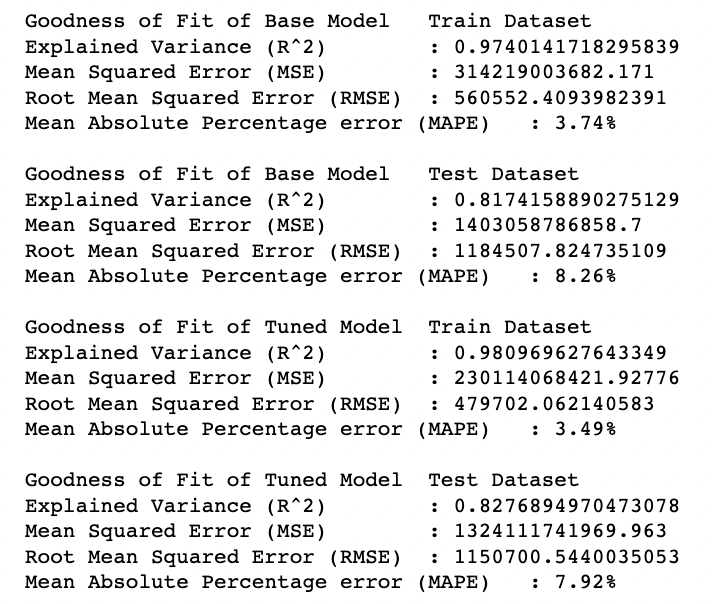 Goodness of Fit of Base Model   Train Dataset
Explained Variance (R^2)        : 0.9740141718295839
Mean Squared Error (MSE)        : 314219003682.171
Root Mean Squared Error (RMSE)  : 560552.4093982391
Mean Absolute Percentage error (MAPE)   : 3.74%

Goodness of Fit of Base Model   Test Dataset
Explained Variance (R^2)        : 0.8174158890275129
Mean Squared Error (MSE)        : 1403058786858.7
Root Mean Squared Error (RMSE)  : 1184507.824735109
Mean Absolute Percentage error (MAPE)   : 8.26%

Goodness of Fit of Tuned Model  Train Dataset
Explained Variance (R^2)        : 0.980969627643349
Mean Squared Error (MSE)        : 230114068421.92776
Root Mean Squared Error (RMSE)  : 479702.062140583
Mean Absolute Percentage error (MAPE)   : 3.49%

Goodness of Fit of Tuned Model  Test Dataset
Explained Variance (R^2)        : 0.8276894970473078
Mean Squared Error (MSE)        : 1324111741969.963
Root Mean Squared Error (RMSE)  : 1150700.5440035053
Mean Absolute Percentage error (MAPE)   : 7.92%